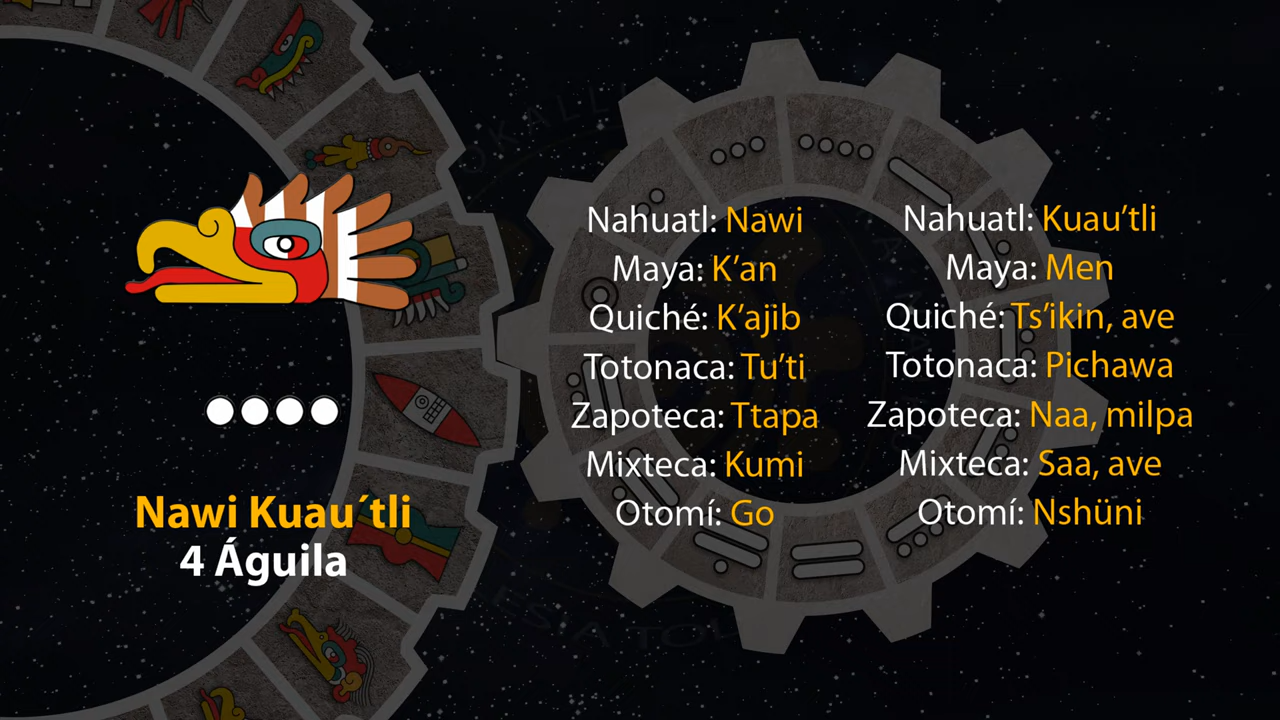 Nawi Kuau´tli
4 Águila
Nahuatl: Nawi
Maya: K’an
Quiché: K’ajib
Totonaca: Tu’ti
Zapoteca: Ttapa
Mixteca: Kumi
Otomí: Go
Nahuatl: Kuau’tli
Maya: Men
Quiché: Ts’ikin, ave
Totonaca: Pichawa
Zapoteca: Naa, milpa
Mixteca: Saa, ave
Otomí: Nshüni